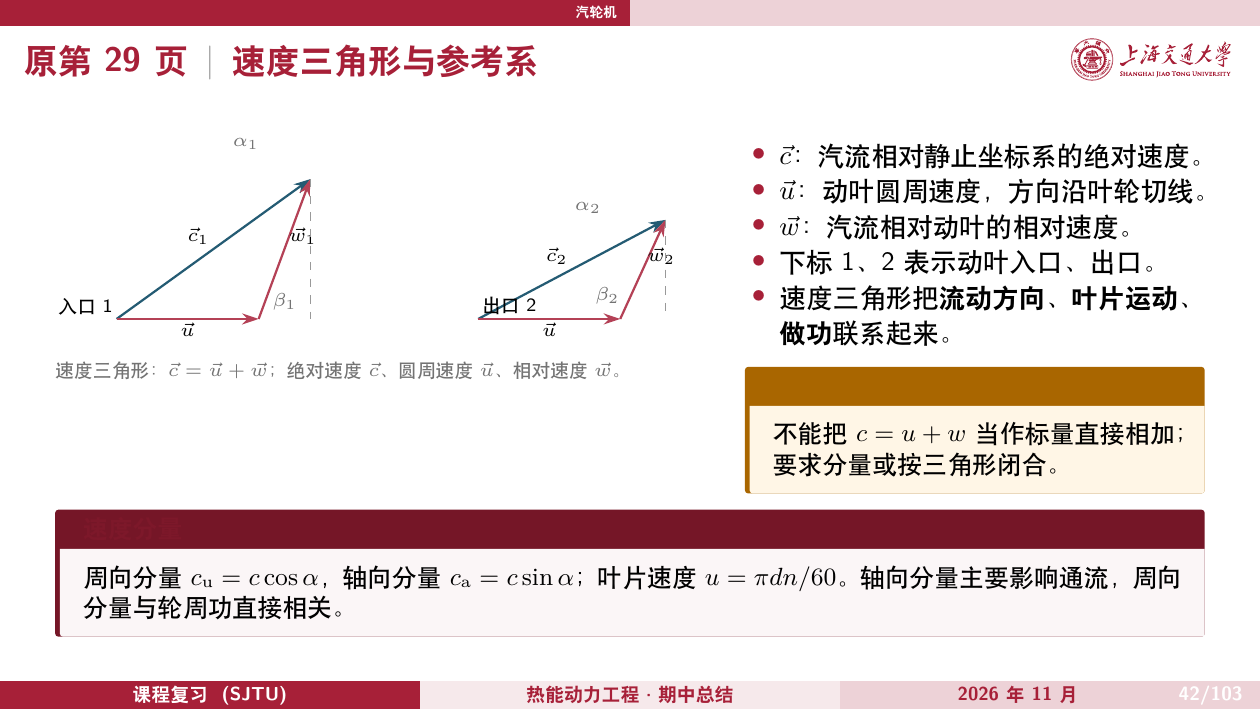 汽轮机
原第 29 页 | 速度三角形与参考系
上海交通大学
SHANGHAI JIAO TONG UNIVERSITY
α₁
c⃗₁
w⃗₁
入口 1
β₁
u⃗
α₂
c⃗₂
w⃗₂
出口 2
β₂
u⃗
速度三角形：c⃗ = u⃗ + w⃗；绝对速度 c⃗、圆周速度 u⃗、相对速度 w⃗。
• c⃗：汽流相对静止坐标系的绝对速度。
• u⃗：动叶圆周速度，方向沿叶轮切线。
• w⃗：汽流相对动叶的相对速度。
• 下标 1、2 表示动叶入口、出口。
• 速度三角形把流动方向、叶片运动、
做功联系起来。
不能把 c = u + w 当作标量直接相加；
要求分量或按三角形闭合。
速度分量
周向分量 cᵤ = c cos α，轴向分量 cₐ = c sin α；叶片速度 u = πdn/60。轴向分量主要影响通流，周向
分量与轮周功直接相关。
课程复习 (SJTU)
热能动力工程 · 期中总结
2026 年 11 月
42/103